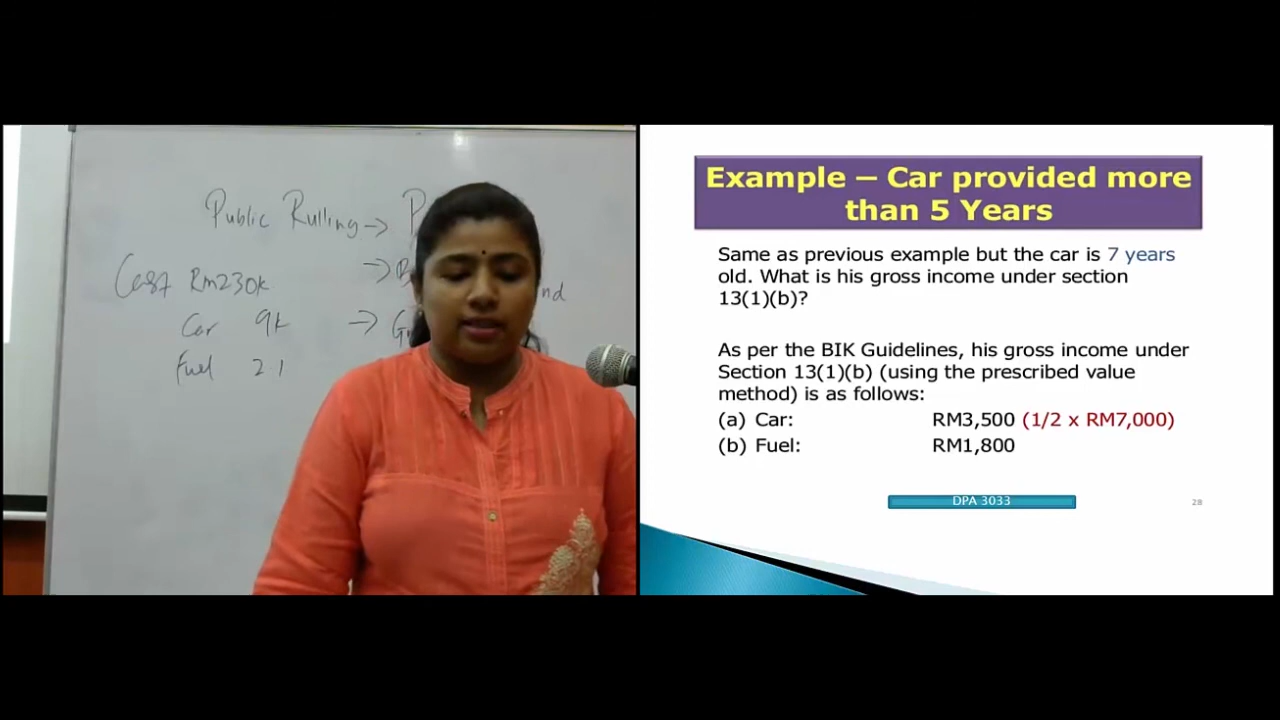 Public Rulling →
Cost Rm230k
Car 9k
Fuel
nd
Example – Car provided more
than 5 Years
Same as previous example but the car is 7 years
old. What is his gross income under section
13(1)(b)?
As per the BIK Guidelines, his gross income under
Section 13(1)(b) (using the prescribed value
method) is as follows:
(a) Car: RM3,500 (1/2 x RM7,000)
(b) Fuel: RM1,800
DPA 3033
28